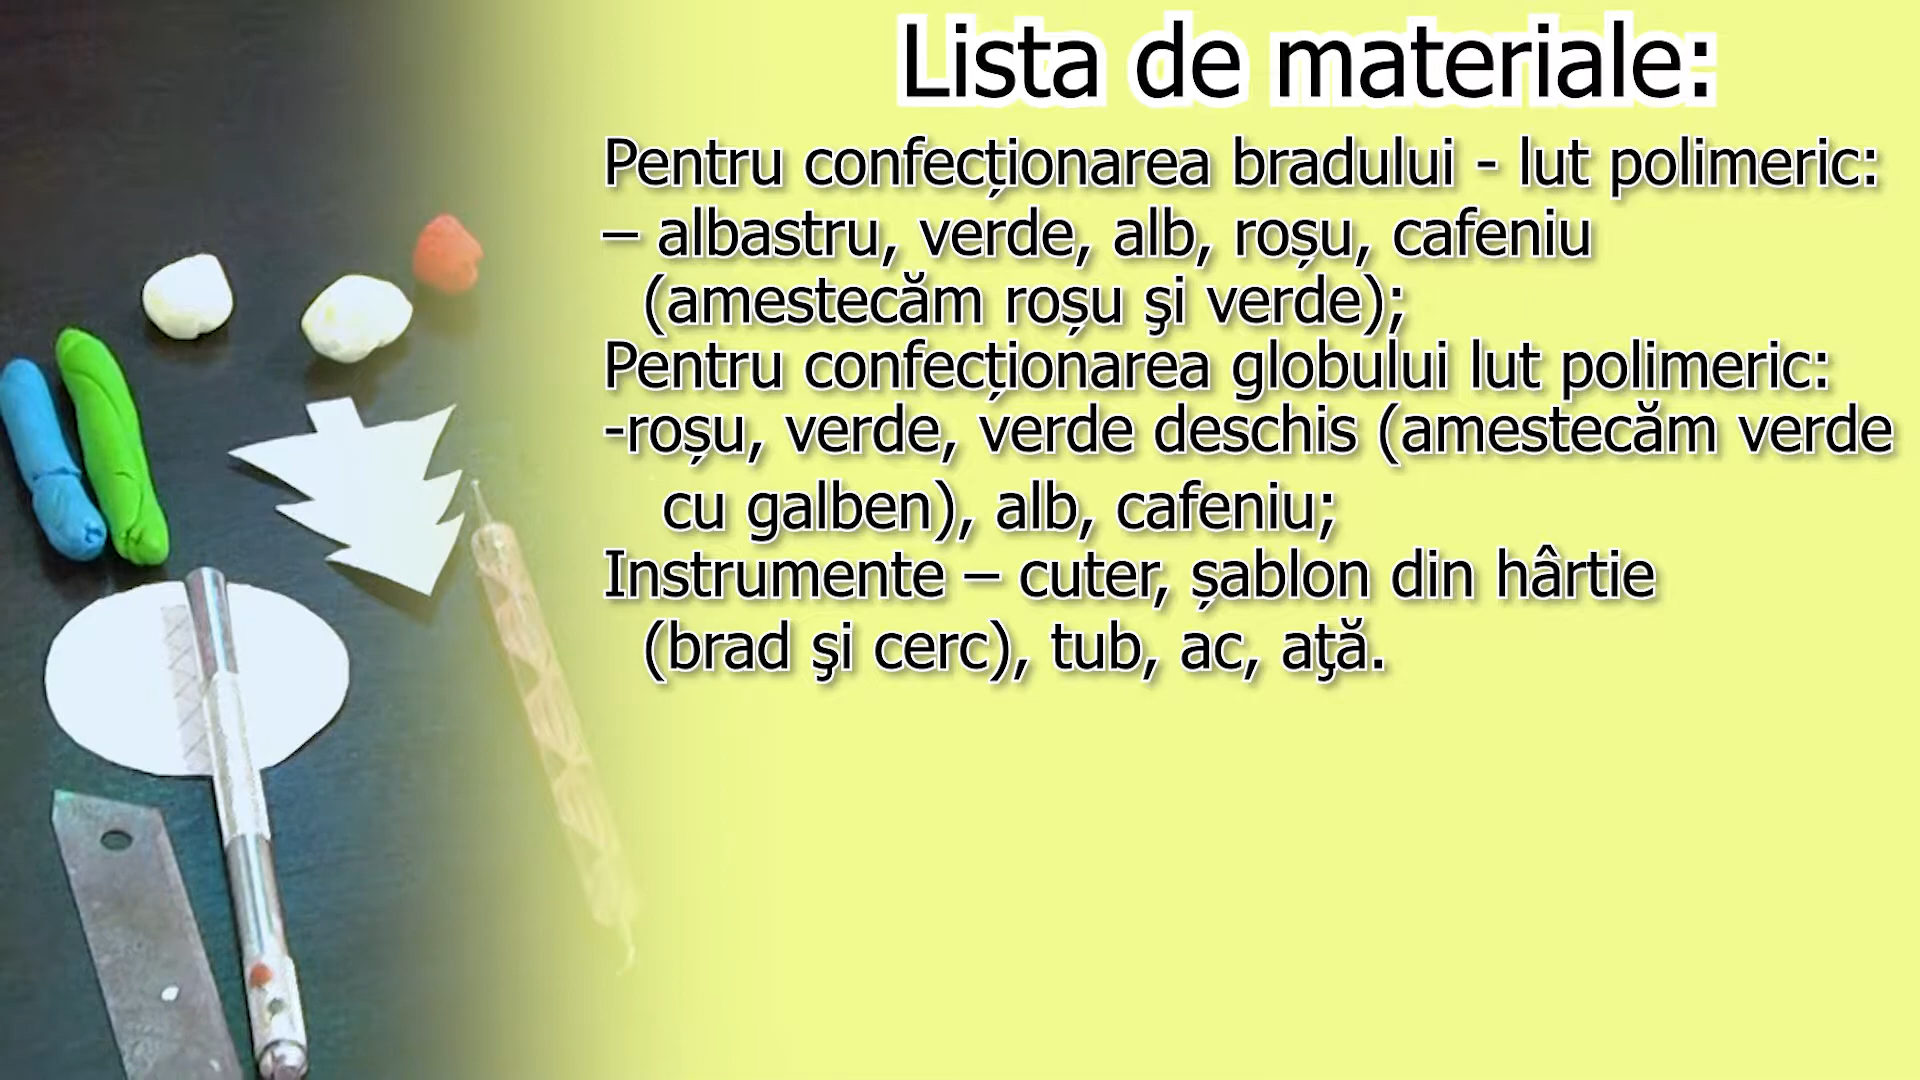 Lista de materiale:
Pentru confecționarea bradului - lut polimeric:
– albastru, verde, alb, roșu, cafeniu
(amestecăm roșu şi verde);
Pentru confecționarea globului lut polimeric:
-roșu, verde, verde deschis (amestecăm verde
cu galben), alb, cafeniu;
Instrumente – cuter, șablon din hârtie
(brad şi cerc), tub, ac, aţă.